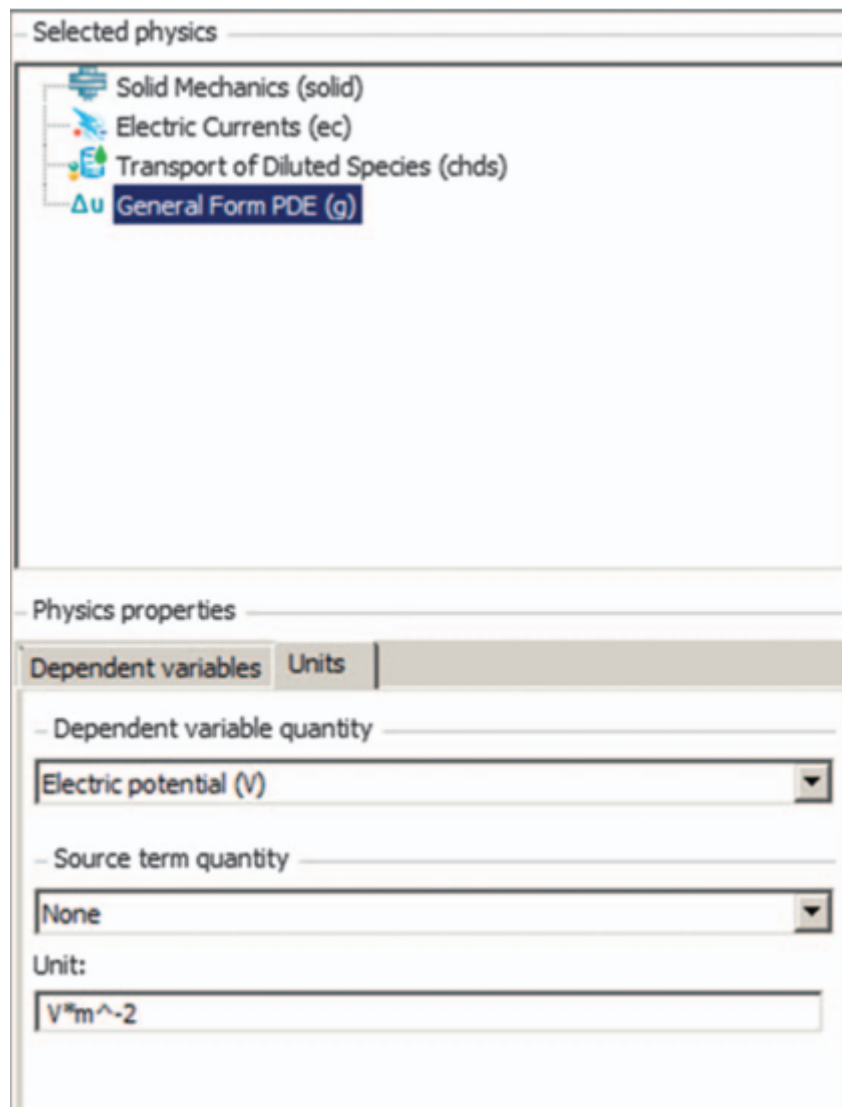 Selected physics
Solid Mechanics (solid)
Electric Currents (ec)
Transport of Diluted Species (chds)
Δu General Form PDE (g)
Physics properties
Dependent variables Units
Dependent variable quantity
Electric potential (V)
Source term quantity
None
Unit:
V*m^-2